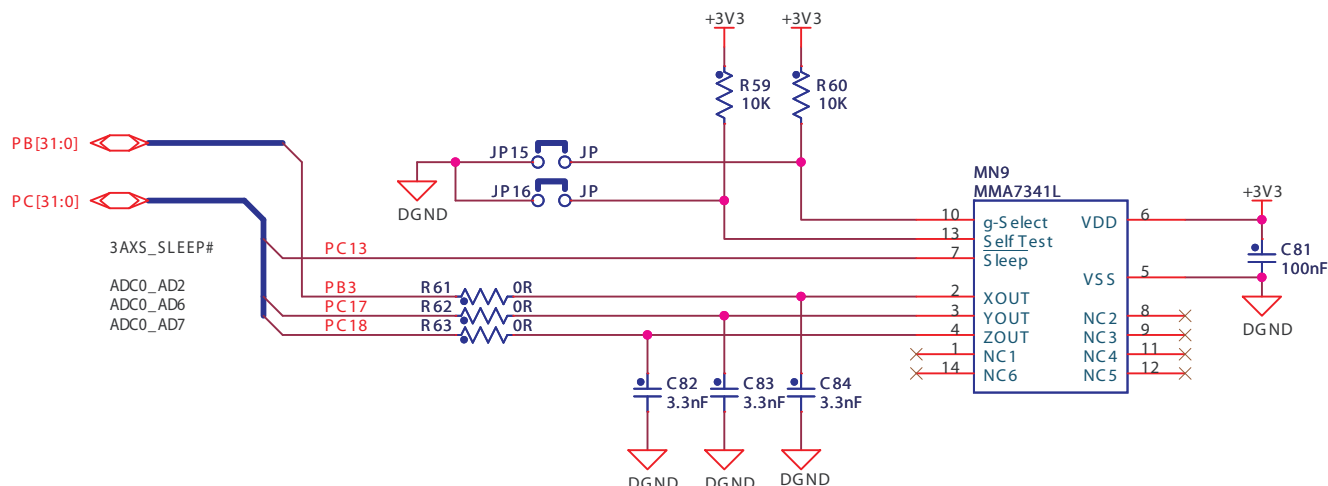 +3V3 +3V3
R59 R60
10K 10K
PB[31:0]
JP15 JP
MN9
MMA7341L
PC[31:0]
JP16 JP
+3V3
DGND
10 g-Select VDD 6
13 Self Test
3AXS_SLEEP# PC13 7 Sleep
C81
100nF
VSS 5
ADC0_AD2 PB3 R61 0R 2 XOUT
ADC0_AD6 PC17 R62 0R 3 YOUT NC2 8
ADC0_AD7 PC18 R63 0R 4 ZOUT NC3 9
DGND
1 NC1 NC4 11
14 NC6 NC5 12
C82 C83 C84
3.3nF 3.3nF 3.3nF
DGND DGND DGND